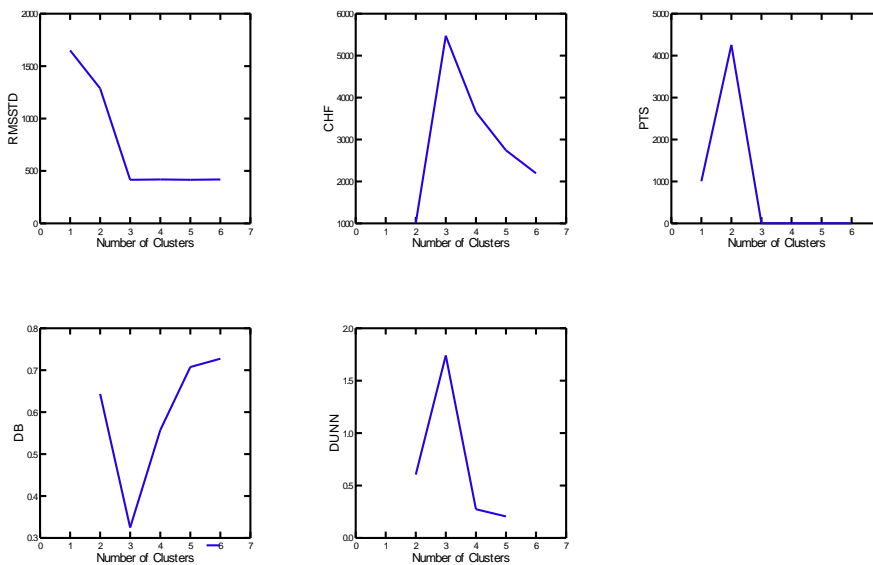 2000
1500
1000
500
0
RMSSTD
0 1 2 3 4 5 6 7
Number of Clusters
6000
5000
4000
3000
2000
1000
CHF
0 1 2 3 4 5 6 7
Number of Clusters
5000
4000
3000
2000
1000
0
PTS
0 1 2 3 4 5 6
Number of Clusters
0.8
0.7
0.6
0.5
0.4
0.3
DB
0 1 2 3 4 5 6 7
Number of Clusters
2.0
1.5
1.0
0.5
0.0
DUNN
0 1 2 3 4 5 6 7
Number of Clusters